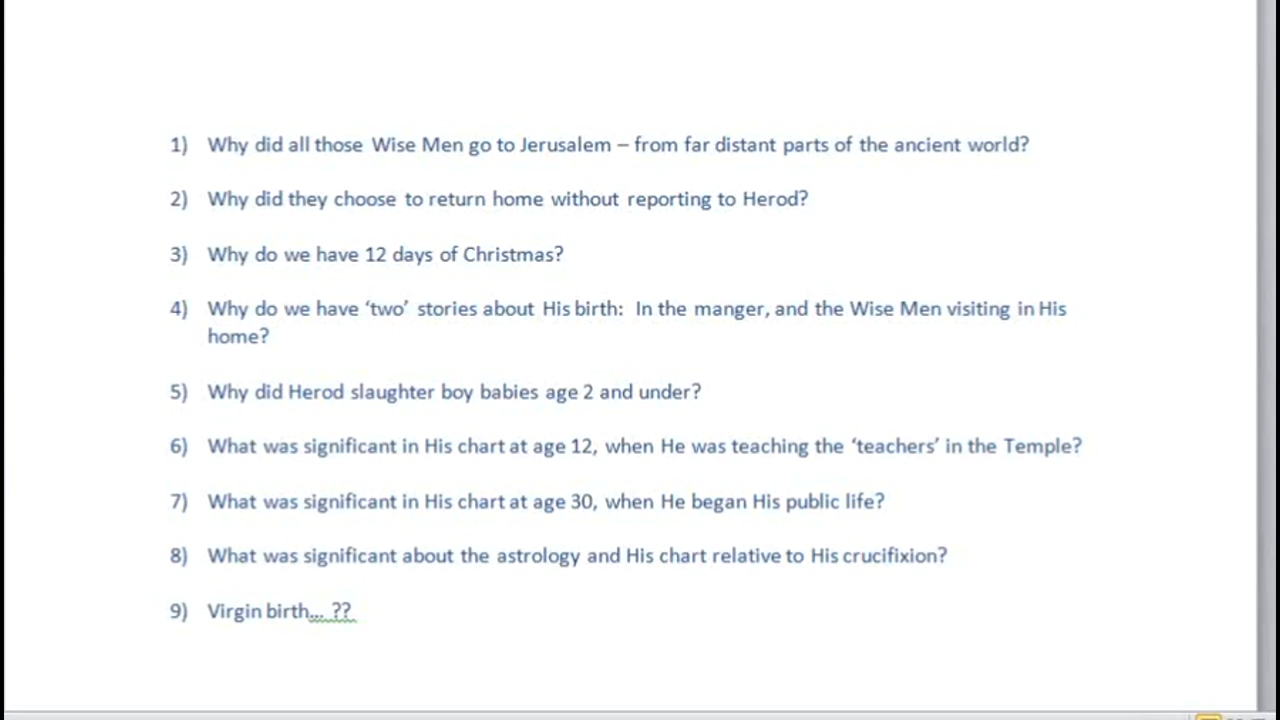 1) Why did all those Wise Men go to Jerusalem – from far distant parts of the ancient world?
2) Why did they choose to return home without reporting to Herod?
3) Why do we have 12 days of Christmas?
4) Why do we have ‘two’ stories about His birth: In the manger, and the Wise Men visiting in His
home?
5) Why did Herod slaughter boy babies age 2 and under?
6) What was significant in His chart at age 12, when He was teaching the ‘teachers’ in the Temple?
7) What was significant in His chart at age 30, when He began His public life?
8) What was significant about the astrology and His chart relative to His crucifixion?
9) Virgin birth... ??